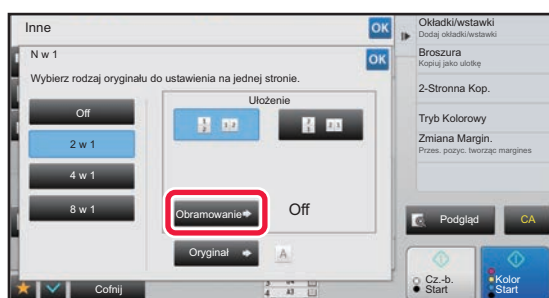 Inne
OK
N w 1
OK
Wybierz rodzaj oryginału do ustawienia na jednej stronie.
Off
2 w 1
4 w 1
8 w 1
Ułożenie
Obramowanie
Off
Oryginał
A
Cofnij
Okładki/wstawki
Dodaj okładki/wstawki
Broszura
Kopiuj jako ulotkę
2-Stronna Kop.
Tryb Kolorowy
Zmiana Margin.
Przes. pozyc. tworząc margines
Podgląd
CA
Cz.-b.
Start
Kolor
Start